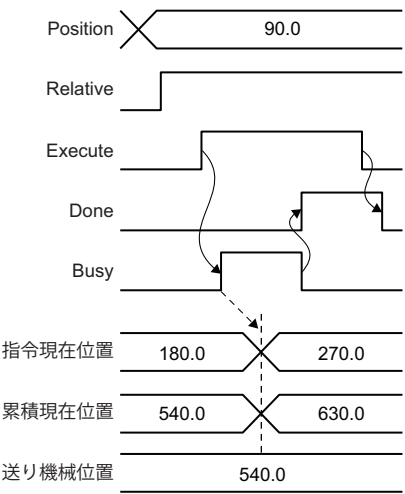 Position 90.0
Relative
Execute
Done
Busy
指令現在位置 180.0 270.0
累積現在位置 540.0 630.0
送り機械位置 540.0